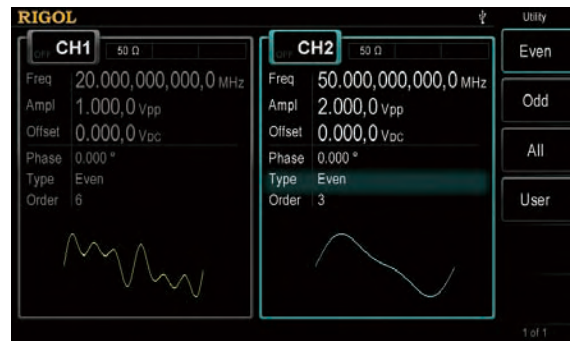 RIGOL
Utility
OFF CH1 50 Ω
Freq 20.000,000,000,0 MHz
Ampl 1.000,0 Vpp
Offset 0.000,0 VDC
Phase 0.000 °
Type Even
Order 6
OFF CH2 50 Ω
Freq 50.000,000,000,0 MHz
Ampl 2.000,0 Vpp
Offset 0.000,0 VDC
Phase 0.000 °
Type Even
Order 3
Even
Odd
All
User
1 of 1